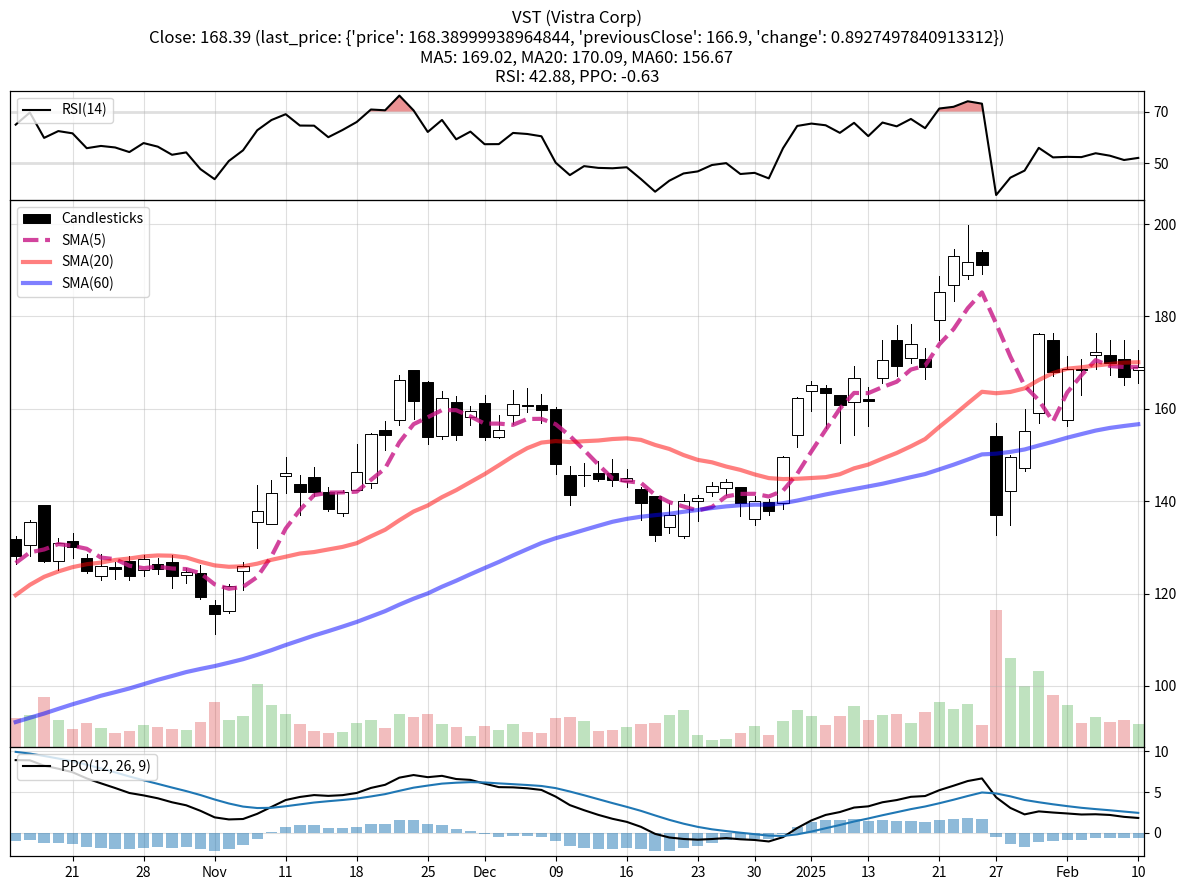 VST (Vistra Corp)
Close: 168.39 (last_price: {'price': 168.38999938964844, 'previousClose': 166.9, 'change': 0.8927497840913312})
MA5: 169.02, MA20: 170.09, MA60: 156.67
RSI: 42.88, PPO: -0.63
RSI(14)
70
50
Candlesticks
SMA(5)
SMA(20)
SMA(60)
200
180
160
140
120
100
PPO(12, 26, 9)
10
5
0
21 28 Nov 11 18 25 Dec 09 16 23 30 2025 13 21 27 Feb 10